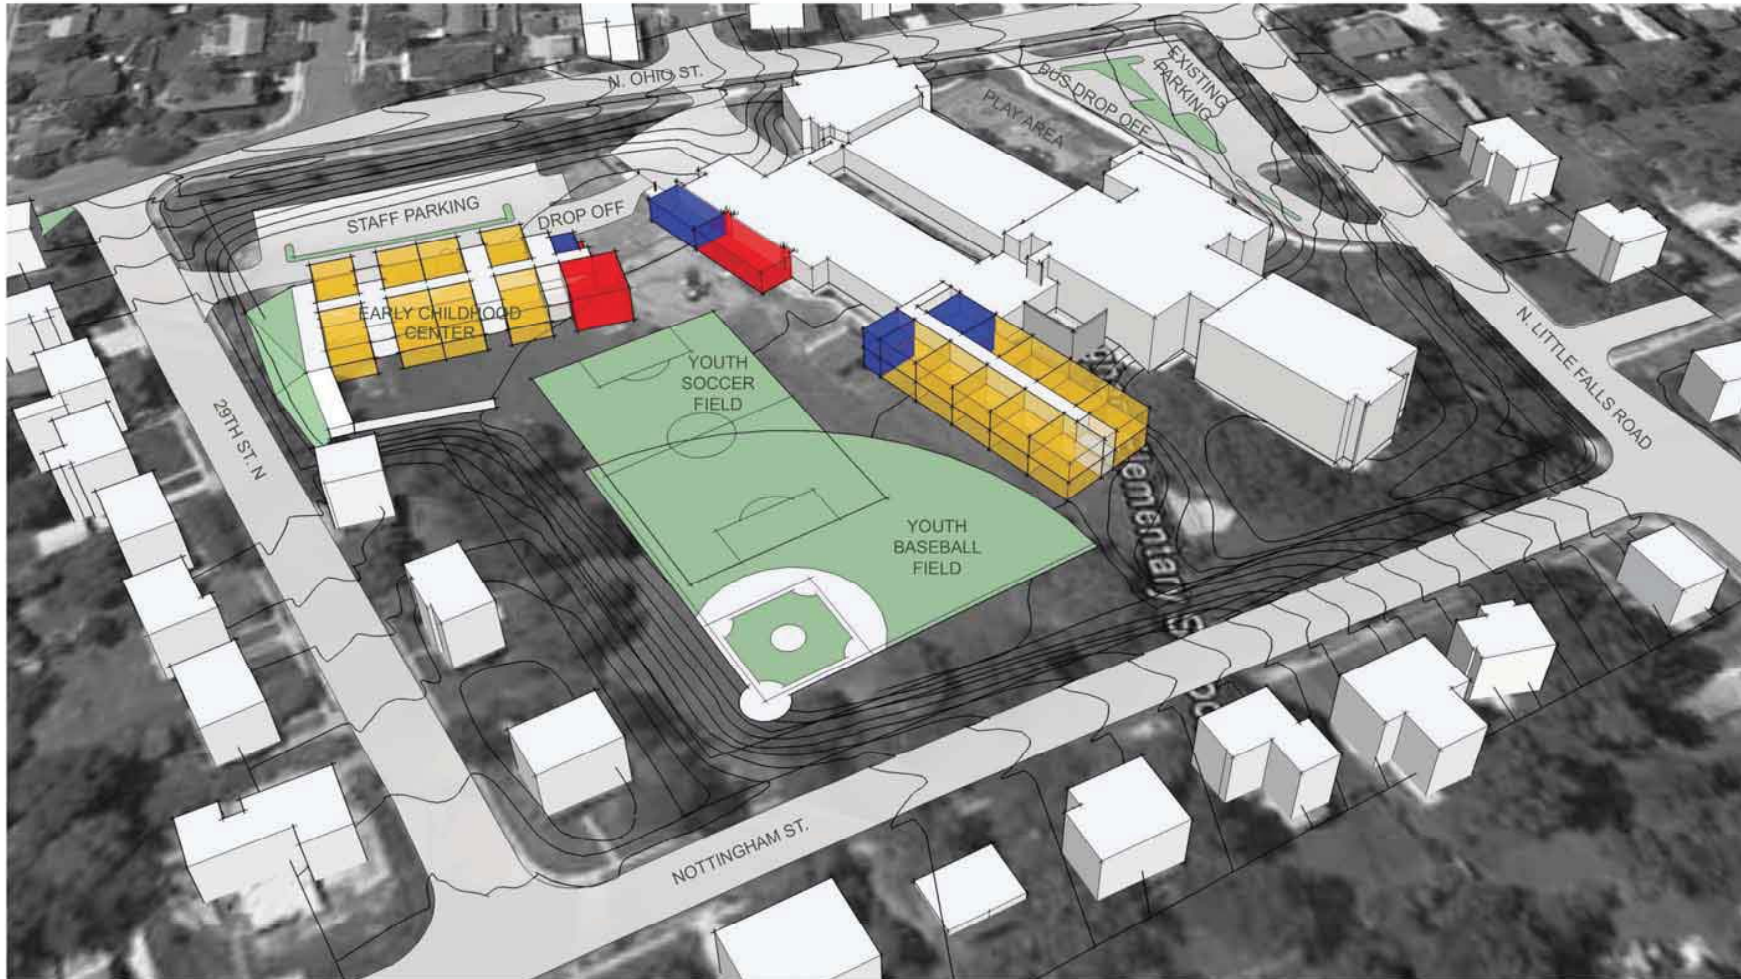 N. OHIO ST.
BUS DROP OFF
EXISTING
PARKING
PLAY AREA
STAFF PARKING
DROP OFF
EARLY CHILDHOOD
CENTER
YOUTH
SOCCER
FIELD
29TH ST. N
N. LITTLE FALLS ROAD
YOUTH
BASEBALL
FIELD
NOTTINGHAM ST.